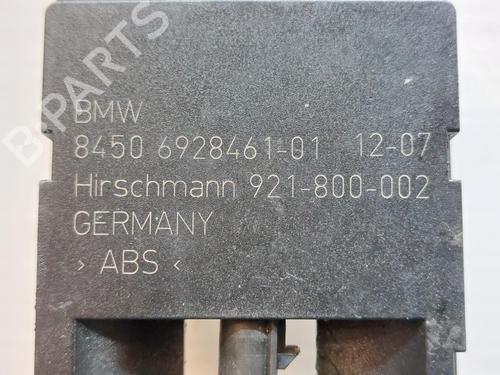 BMW
8450 6928461-01 12-07
Hirschmann 921-800-002
GERMANY
> ABS <
B-PARTS